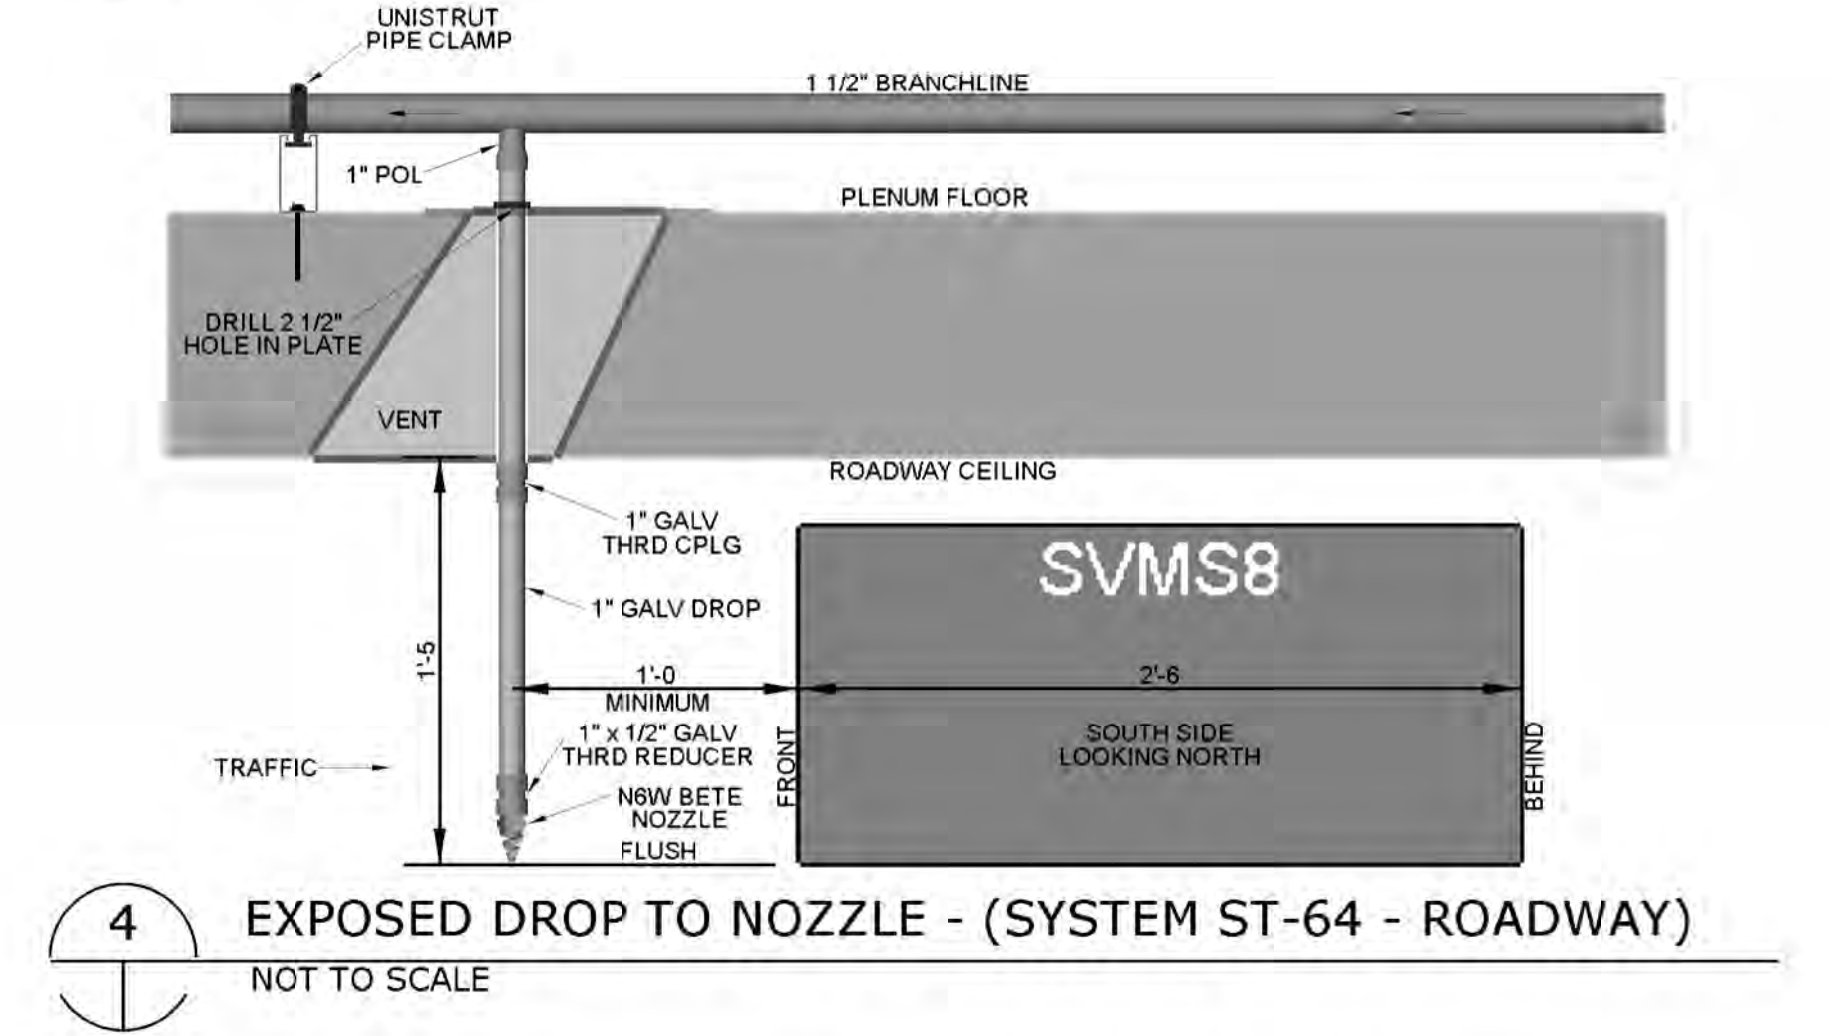 UNISTRUT
PIPE CLAMP
1 1/2" BRANCHLINE
1" POL
PLENUM FLOOR
DRILL 2 1/2"
HOLE IN PLATE
VENT
ROADWAY CEILING
1" GALV
THRD CPLG
SVMS8
1" GALV DROP
1'-5
1'-0
MINIMUM
2'-6
1" x 1/2" GALV
THRD REDUCER
SOUTH SIDE
LOOKING NORTH
FRONT
BEHIND
TRAFFIC
N6W BETE
NOZZLE
FLUSH
4
EXPOSED DROP TO NOZZLE - (SYSTEM ST-64 - ROADWAY)
NOT TO SCALE